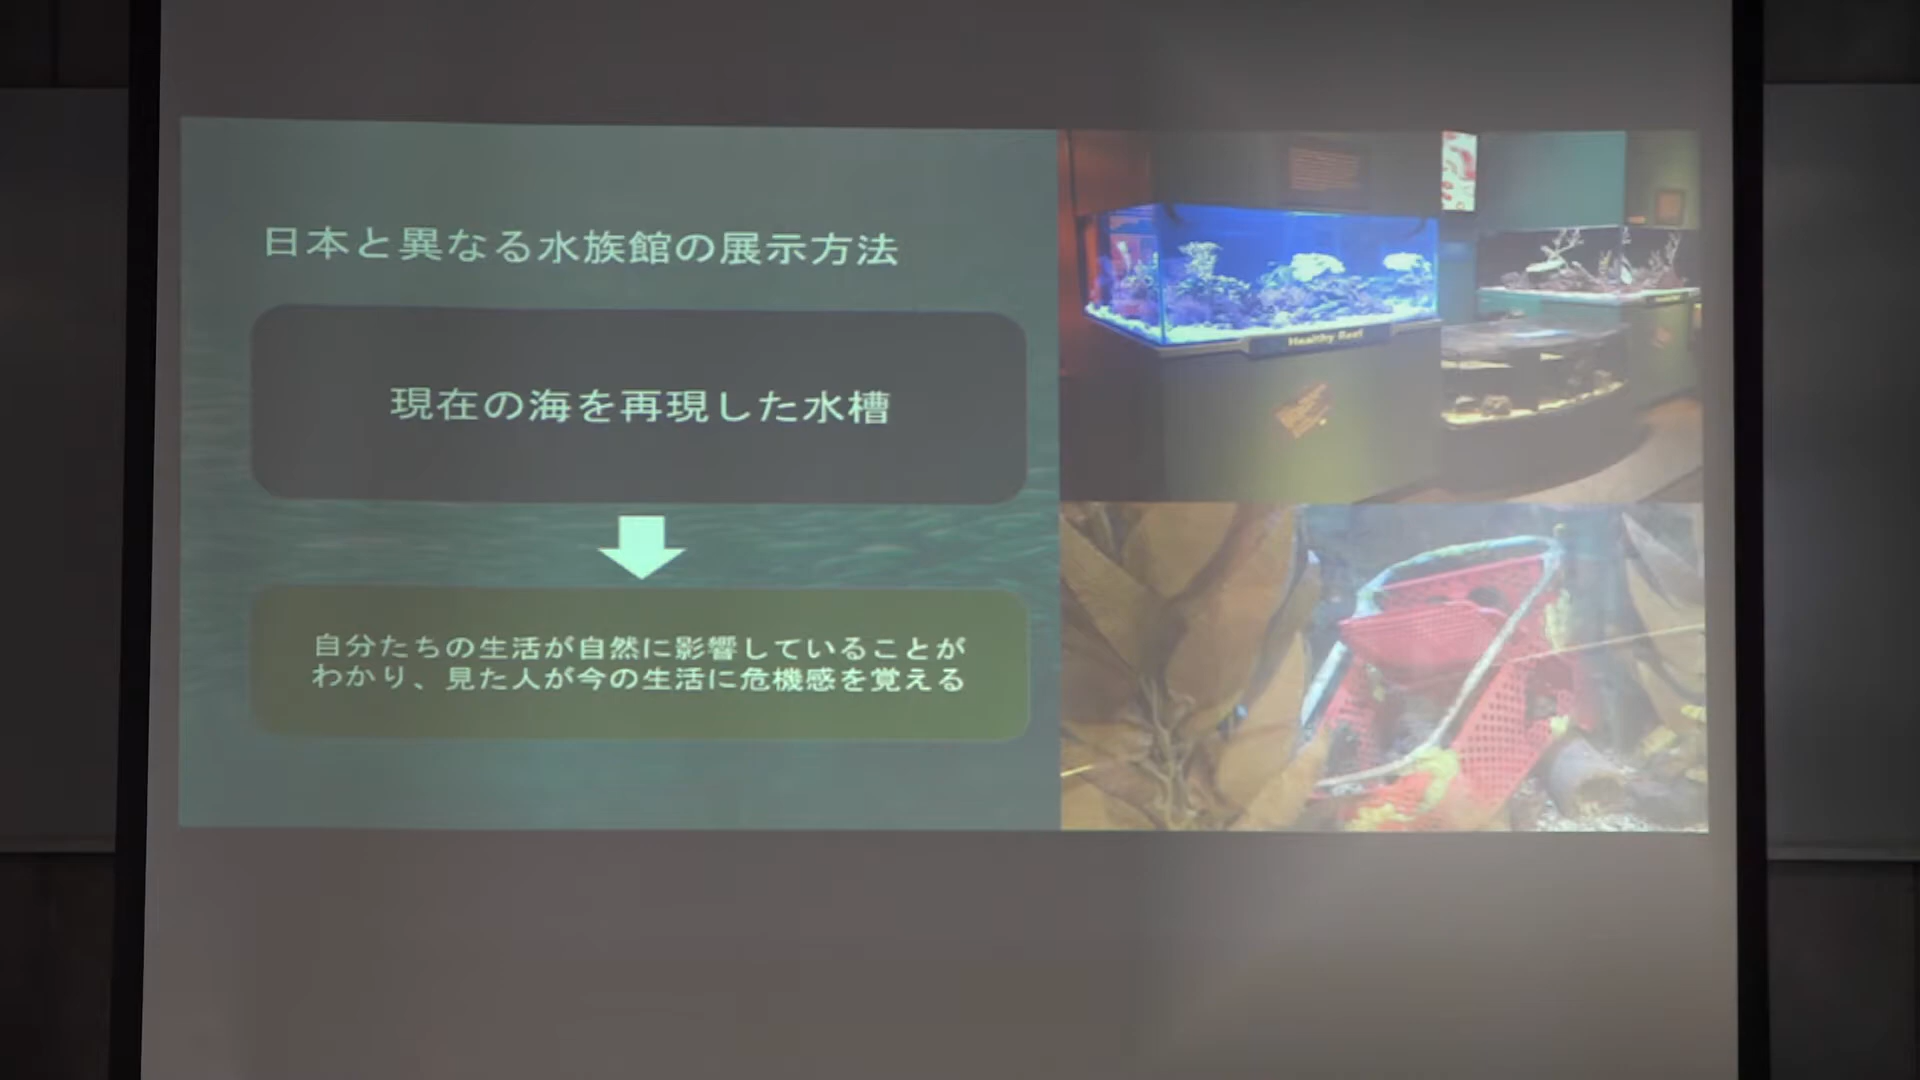 日本と異なる水族館の展示方法
現在の海を再現した水槽
自分たちの生活が自然に影響していることが
わかり、見た人が今の生活に危機感を覚える
Healthy Reef